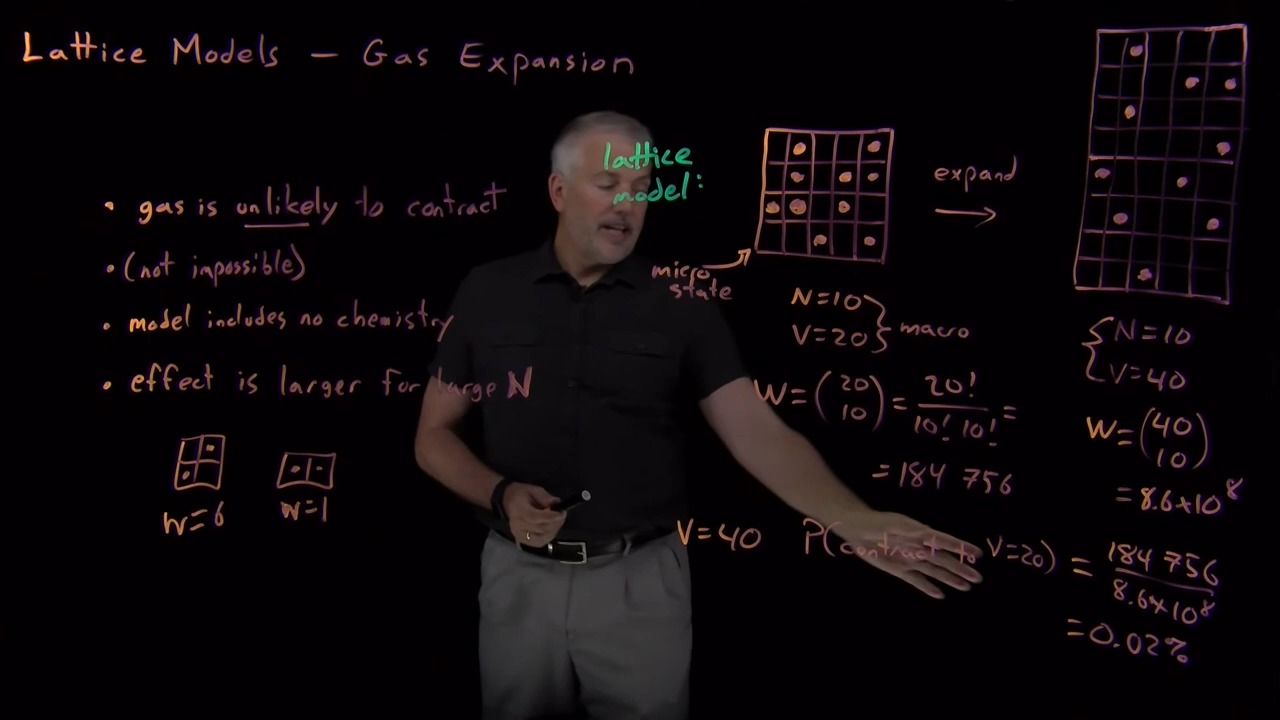 Lattice Models – Gas Expansion
• gas is unlikely to contract
• (not impossible)
• model includes no chemistry
• effect is larger for large N
W=6
W=1
lattice
model:
micro
state
N=10
V=20
macro
W = (20 10) = 20! / 10! 10! =
= 184 756
expand
N=10
V=40
W = (40 10)
= 8.6×10⁸
V=40 P(contract to V=20) = 184 756 / 8.6×10⁸
= 0.02%